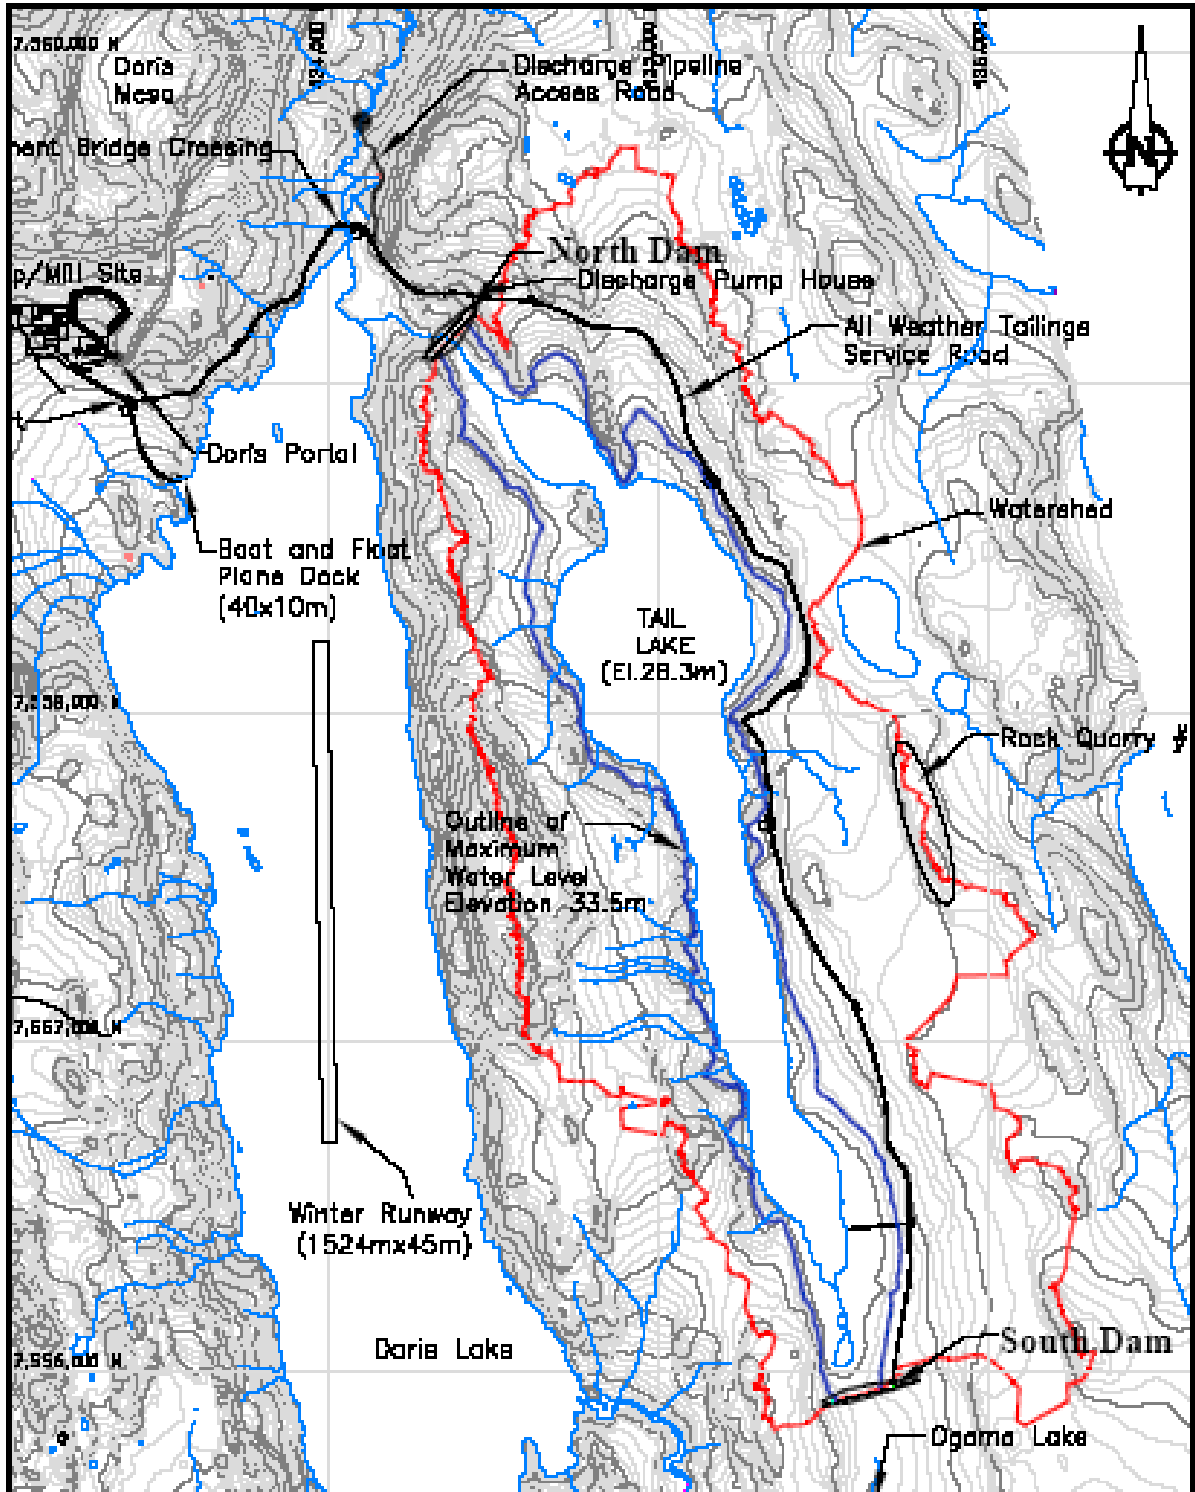 7,560,000 N
Doris
Mesa
Discharge Pipeline
Access Road
N
nent Bridge Crossing
North Dam
p/Mill Site
Discharge Pump House
All Weather Tailings
Service Road
Doris Portal
Watershed
Boat and Float
Plane Dock
(40x10m)
TAIL
LAKE
(El.28.3m)
Rock Quarry #
Outline of
Maximum
Water Level
Elevation 33.5m
Winter Runway
(1524mx45m)
Doris Lake
South Dam
Ogama Lake